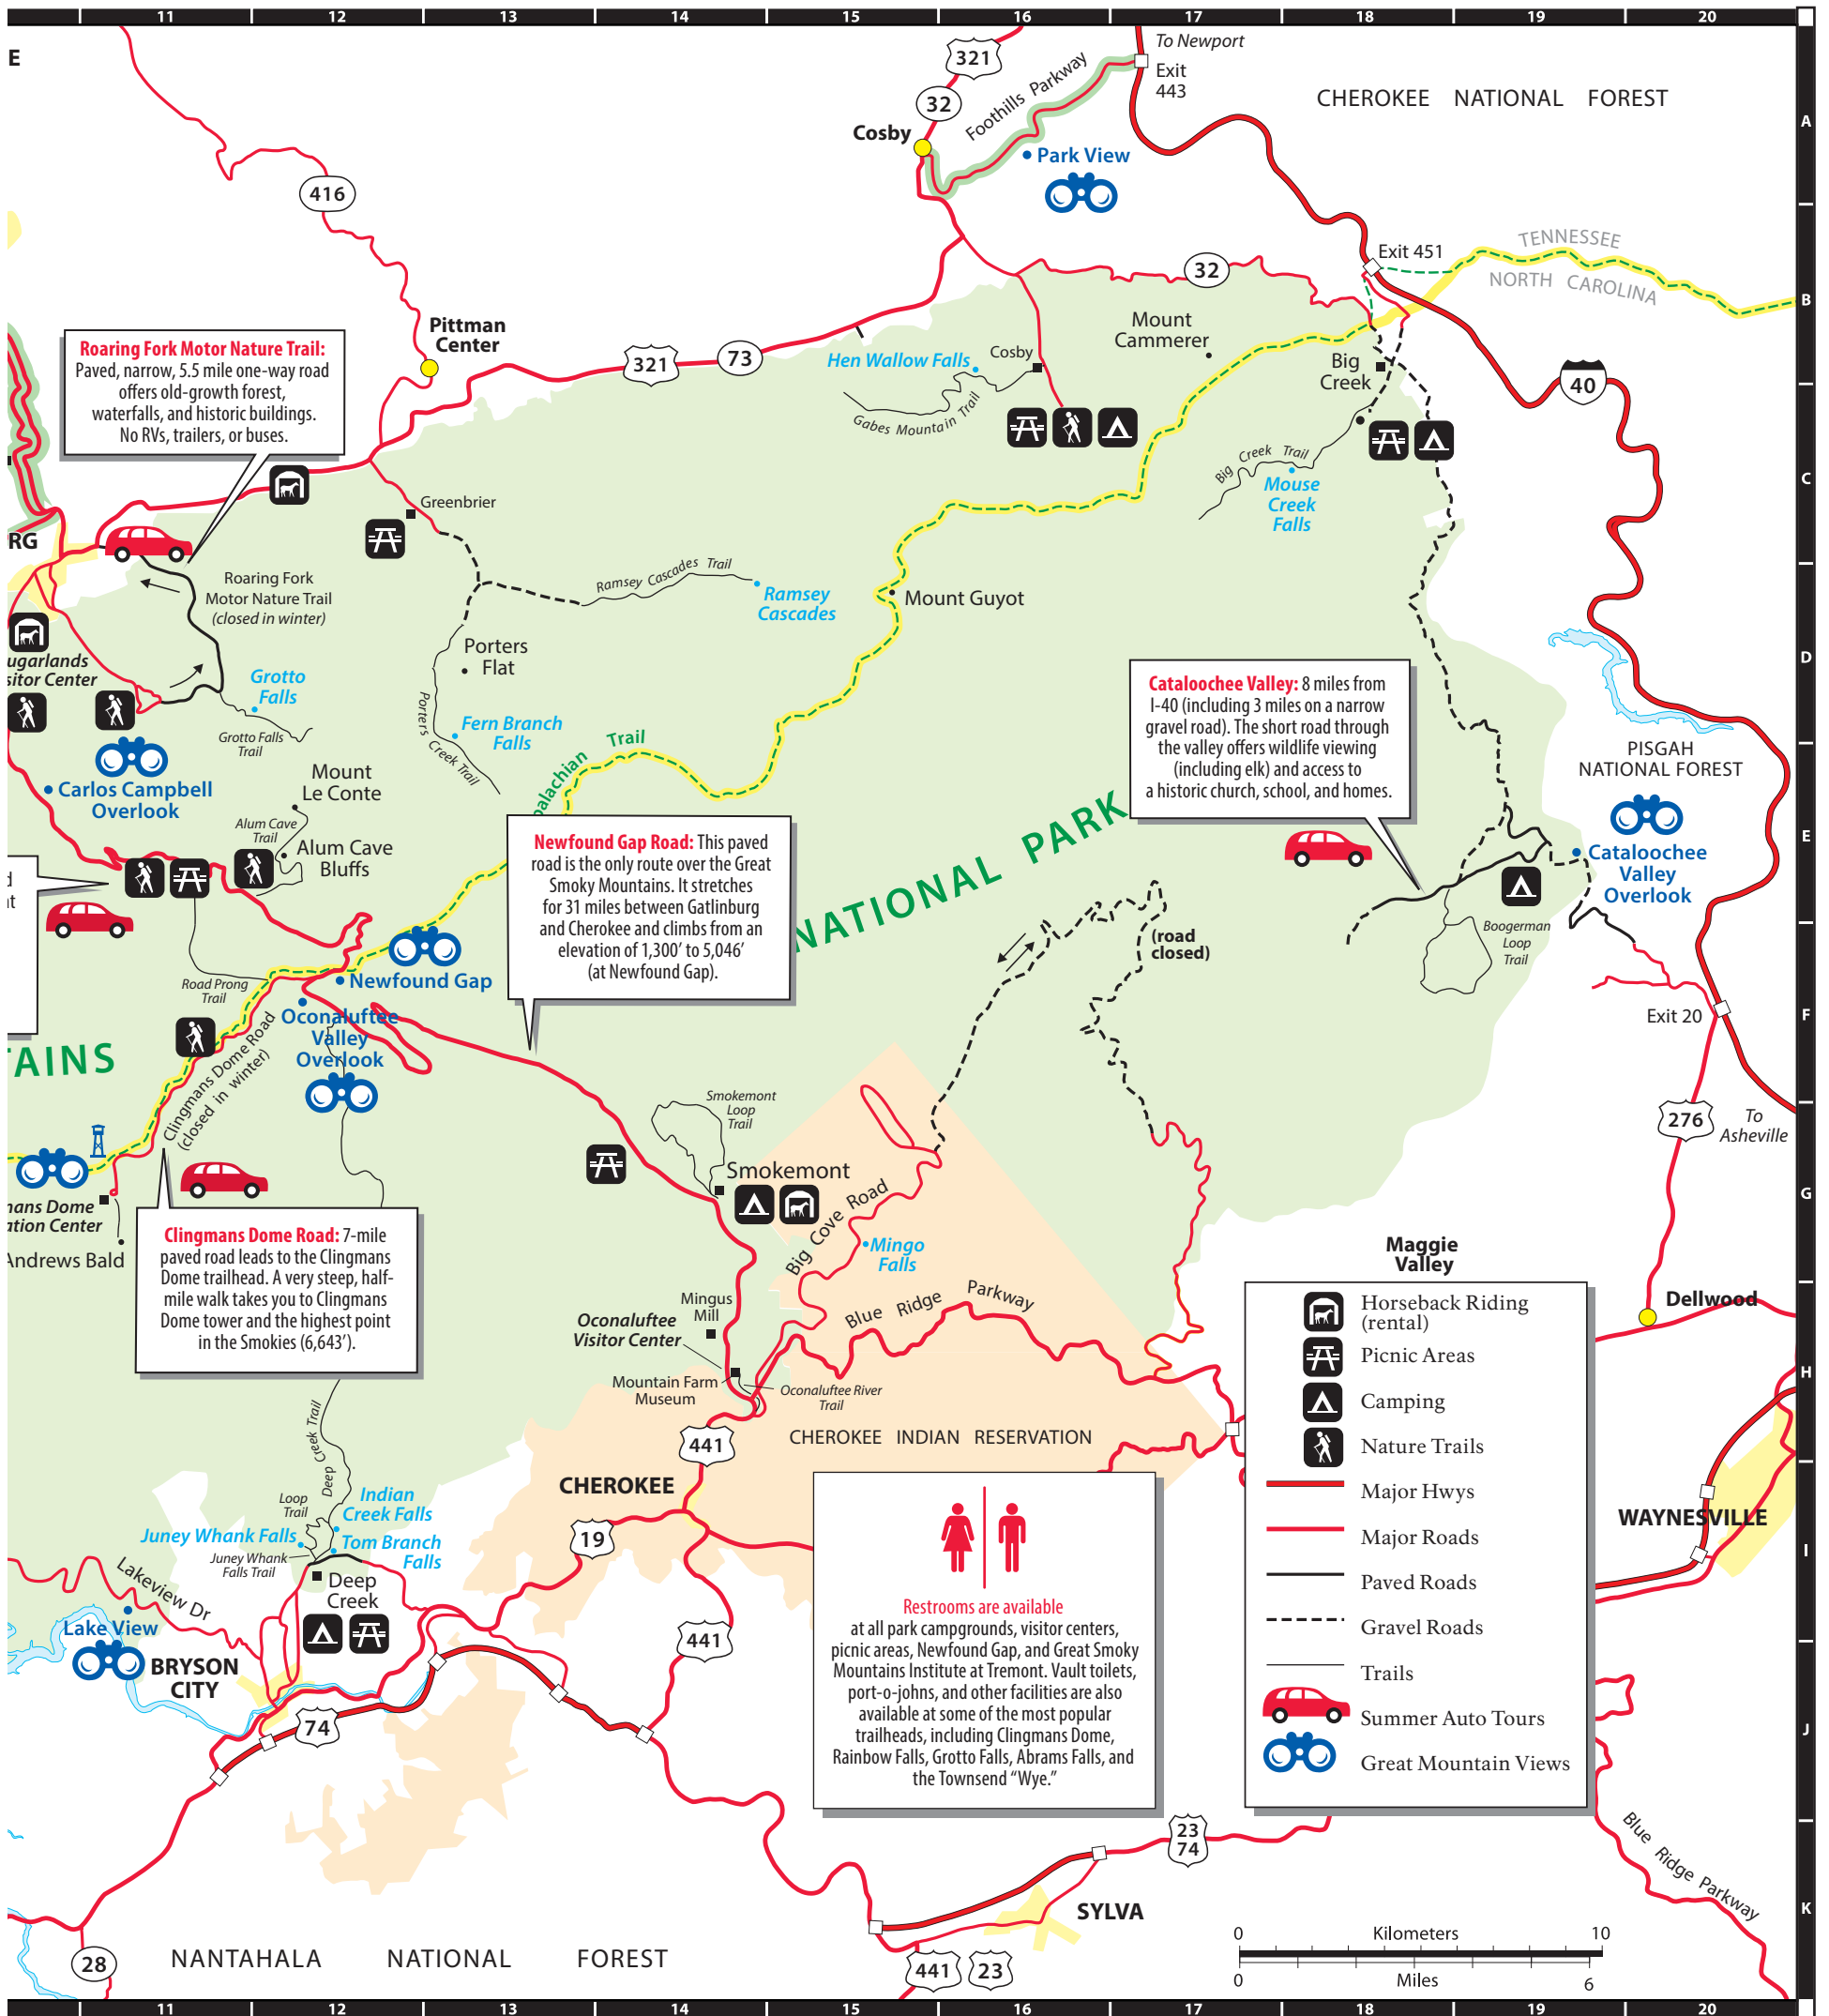 11 12 13 14 15 16 17 18 19 20
E
321
To Newport
Exit
443
Foothills Parkway
CHEROKEE NATIONAL FOREST
32
Cosby
A
Park View
416
Exit 451
TENNESSEE
NORTH CAROLINA
32
B
Pittman
Center
Mount
Cammerer
Roaring Fork Motor Nature Trail:
Paved, narrow, 5.5 mile one-way road
offers old-growth forest,
waterfalls, and historic buildings.
No RVs, trailers, or buses.
321
73
Hen Wallow Falls
Cosby
Big
Creek
40
Gabes Mountain Trail
Big Creek Trail
Mouse
Creek
Falls
C
Greenbrier
RG
Roaring Fork
Motor Nature Trail
(closed in winter)
Ramsey Cascades Trail
Ramsey
Cascades
Mount Guyot
Porters
Flat
D
ugarlands
sitor Center
Grotto
Falls
Grotto Falls
Trail
Porters Creek Trail
Fern Branch
Falls
Cataloochee Valley: 8 miles from
I-40 (including 3 miles on a narrow
gravel road). The short road through
the valley offers wildlife viewing
(including elk) and access to
a historic church, school, and homes.
PISGAH
NATIONAL FOREST
palachian Trail
Carlos Campbell
Overlook
Mount
Le Conte
Alum Cave
Trail
Alum Cave
Bluffs
NATIONAL PARK
E
Cataloochee
Valley
Overlook
d
t
Newfound Gap Road: This paved
road is the only route over the Great
Smoky Mountains. It stretches
for 31 miles between Gatlinburg
and Cherokee and climbs from an
elevation of 1,300’ to 5,046’
(at Newfound Gap).
(road
closed)
Boogerman
Loop
Trail
Road Prong
Trail
Newfound Gap
Oconaluftee
Valley
Overlook
Exit 20
F
TAINS
Clingmans Dome Road
(closed in winter)
Smokemont
Loop
Trail
276
To
Asheville
Smokemont
G
mans Dome
ation Center
Andrews Bald
Clingmans Dome Road: 7-mile
paved road leads to the Clingmans
Dome trailhead. A very steep, half-
mile walk takes you to Clingmans
Dome tower and the highest point
in the Smokies (6,643’).
Big Cove Road
Mingo
Falls
Maggie
Valley
Blue Ridge Parkway
Mingus
Mill
Oconaluftee
Visitor Center
Dellwood
Mountain Farm
Museum
Oconaluftee River
Trail
H
441
CHEROKEE INDIAN RESERVATION
CHEROKEE
Deep Creek Trail
Loop
Trail
Indian
Creek Falls
Juney Whank Falls
Tom Branch
Falls
Juney Whank
Falls Trail
Deep
Creek
19
WAYNESVILLE
I
Lakeview Dr
Lake View
BRYSON
CITY
441
74
Restrooms are available
at all park campgrounds, visitor centers,
picnic areas, Newfound Gap, and Great Smoky
Mountains Institute at Tremont. Vault toilets,
port-o-johns, and other facilities are also
available at some of the most popular
trailheads, including Clingmans Dome,
Rainbow Falls, Grotto Falls, Abrams Falls, and
the Townsend “Wye.”
Horseback Riding
(rental)
Picnic Areas
Camping
Nature Trails
Major Hwys
Major Roads
Paved Roads
Gravel Roads
Trails
Summer Auto Tours
Great Mountain Views
J
23
74
Blue Ridge Parkway
SYLVA
K
0 Kilometers 10
0 Miles 6
28
NANTAHALA NATIONAL FOREST
441
23
11 12 13 14 15 16 17 18 19 20